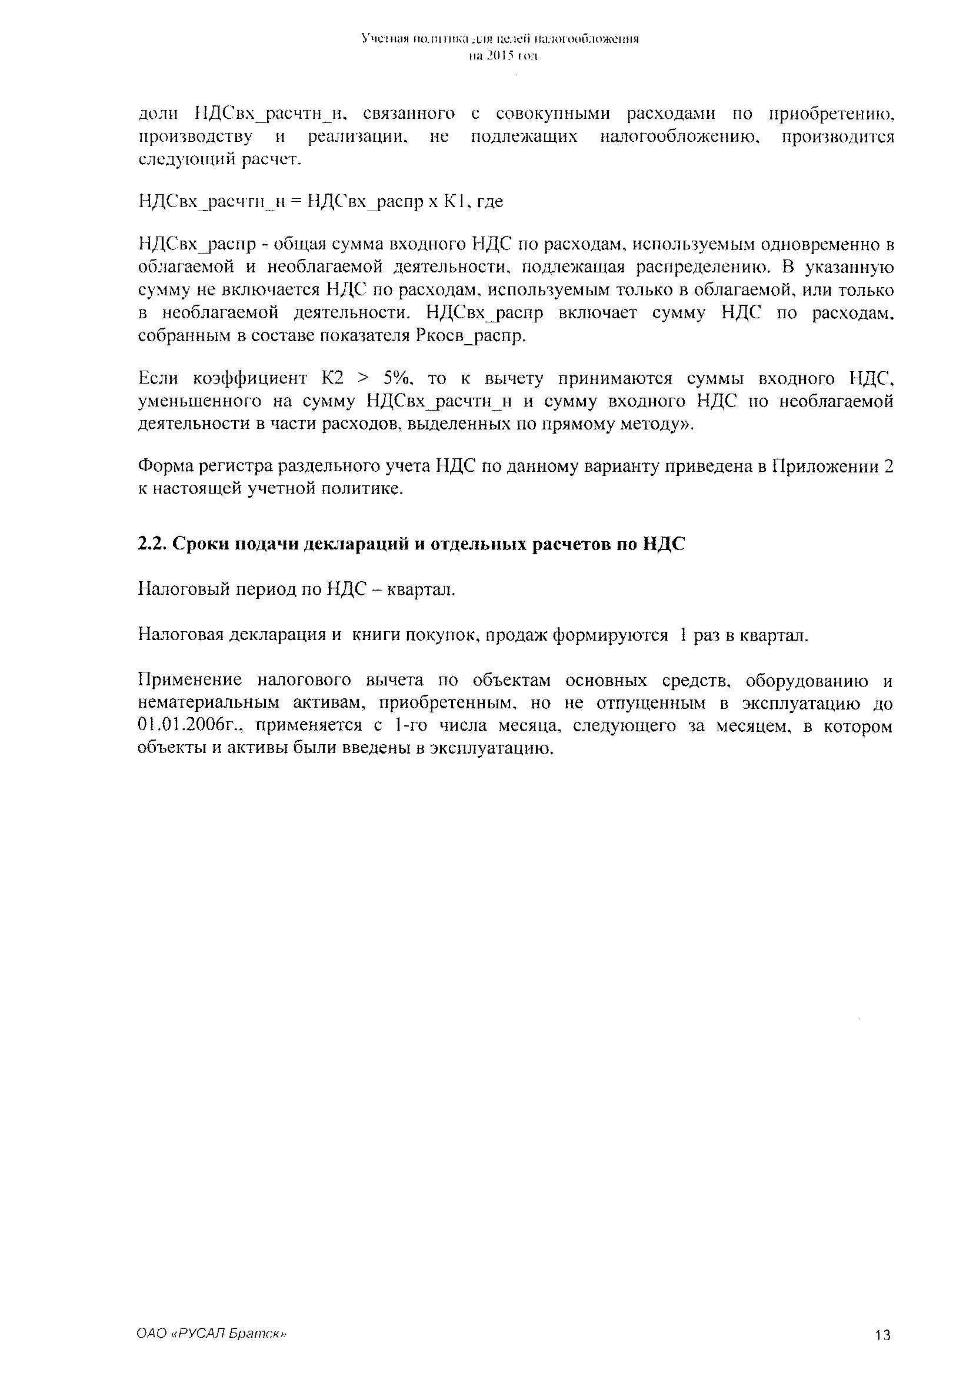 Учетная политика для целей налогообложения
на 2015 год
доли НДСвх_расчтн_н, связанного с совокупными расходами по приобретению,
производству и реализации, не подлежащих налогообложению, производится
следующий расчет.
НДСвх_расчтн_н = НДСвх_распр х К1, где
НДСвх_распр - общая сумма входного НДС по расходам, используемым одновременно в
облагаемой и необлагаемой деятельности, подлежащая распределению. В указанную
сумму не включается НДС по расходам, используемым только в облагаемой, или только
в необлагаемой деятельности. НДСвх_распр включает сумму НДС по расходам,
собранным в составе показателя Ркосв_распр.
Если коэффициент К2 > 5%, то к вычету принимаются суммы входного НДС,
уменьшенного на сумму НДСвх_расчтн_н и сумму входного НДС по необлагаемой
деятельности в части расходов, выделенных по прямому методу».
Форма регистра раздельного учета НДС по данному варианту приведена в Приложении 2
к настоящей учетной политике.
2.2. Сроки подачи деклараций и отдельных расчетов по НДС
Налоговый период по НДС – квартал.
Налоговая декларация и книги покупок, продаж формируются 1 раз в квартал.
Применение налогового вычета по объектам основных средств, оборудованию и
нематериальным активам, приобретенным, но не отпущенным в эксплуатацию до
01.01.2006г., применяется с 1-го числа месяца, следующего за месяцем, в котором
объекты и активы были введены в эксплуатацию.
ОАО «РУСАЛ Братск»
13